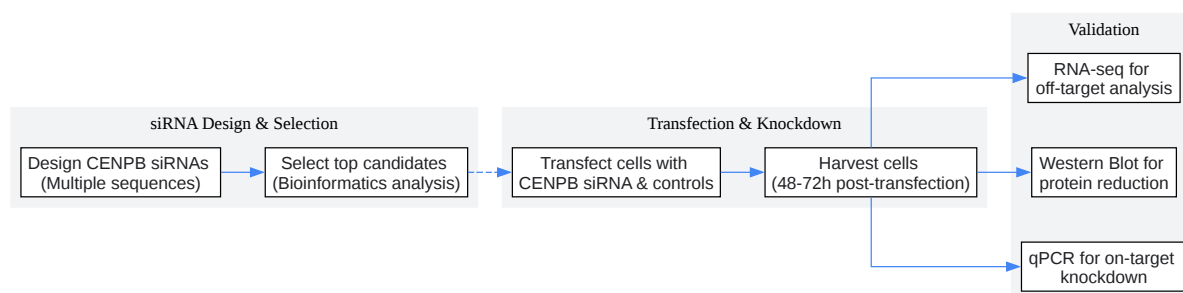 siRNA Design & Selection
Design CENPB siRNAs
(Multiple sequences)
Select top candidates
(Bioinformatics analysis)
Transfection & Knockdown
Transfect cells with
CENPB siRNA & controls
Harvest cells
(48-72h post-transfection)
Validation
RNA-seq for
off-target analysis
Western Blot for
protein reduction
qPCR for on-target
knockdown